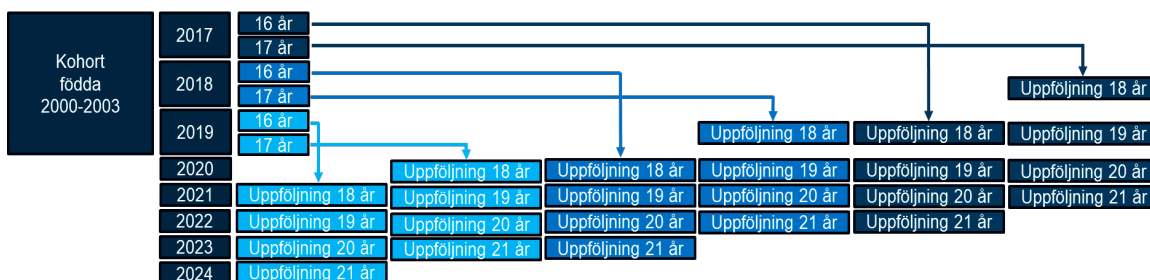 Kohort
födda
2000-2003
2017
16 år
17 år
2018
16 år
17 år
Uppföljning 18 år
2019
16 år
17 år
Uppföljning 18 år
Uppföljning 18 år
Uppföljning 19 år
2020
Uppföljning 18 år
Uppföljning 18 år
Uppföljning 19 år
Uppföljning 19 år
Uppföljning 20 år
2021
Uppföljning 18 år
Uppföljning 19 år
Uppföljning 19 år
Uppföljning 20 år
Uppföljning 20 år
Uppföljning 21 år
2022
Uppföljning 19 år
Uppföljning 20 år
Uppföljning 20 år
Uppföljning 21 år
Uppföljning 21 år
2023
Uppföljning 20 år
Uppföljning 21 år
Uppföljning 21 år
2024
Uppföljning 21 år